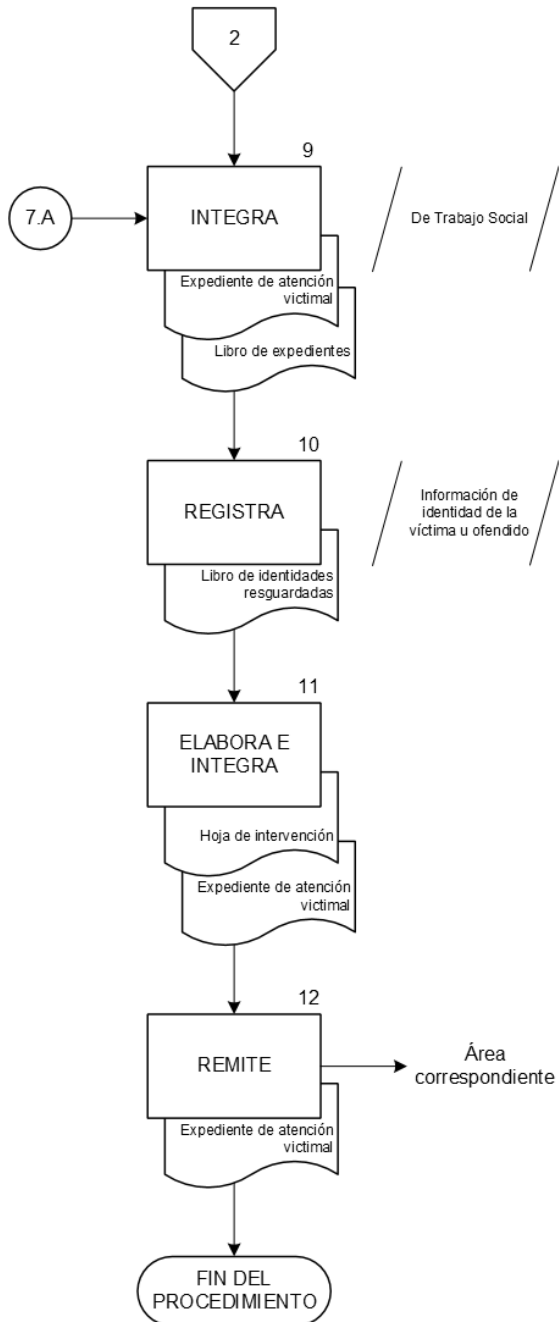 2
9
7.A
INTEGRA
De Trabajo Social
Expediente de atención
victimal
Libro de expedientes
10
REGISTRA
Información de
identidad de la
víctima u ofendido
Libro de identidades
resguardadas
11
ELABORA E
INTEGRA
Hoja de intervención
Expediente de atención
victimal
12
REMITE
Área
correspondiente
Expediente de atención
victimal
FIN DEL
PROCEDIMIENTO